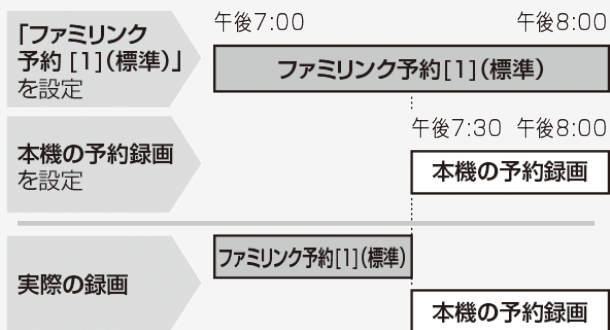 午後7:00 午後8:00
「ファミリンク
予約 [1](標準)」
を設定
ファミリンク予約[1](標準)
午後7:30 午後8:00
本機の予約録画
を設定
本機の予約録画
ファミリンク予約[1](標準)
実際の録画
本機の予約録画